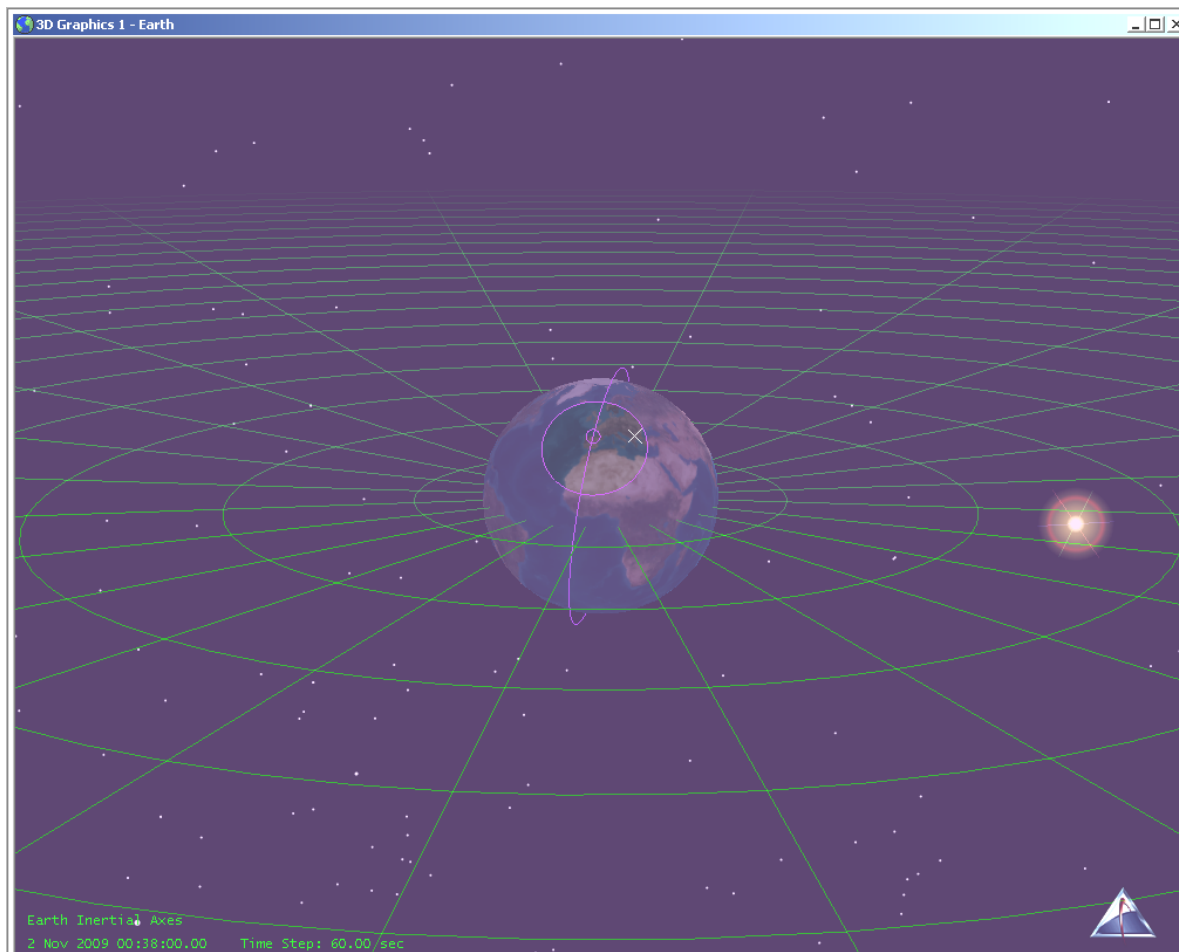 3D Graphics 1 - Earth
Earth Inertial Axes
2 Nov 2009 00:38:00.00 Time Step: 60.00 sec